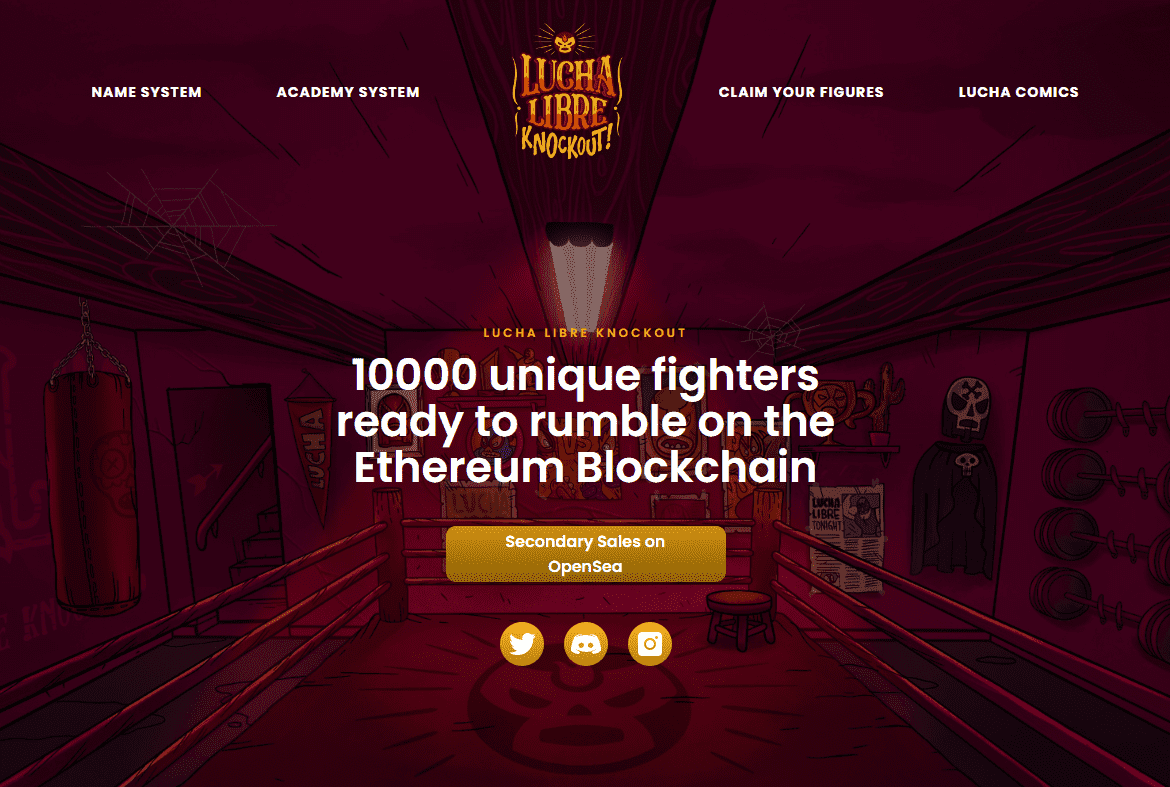 NAME SYSTEM
ACADEMY SYSTEM
LUCHA
LIBRE
KNOCKOUT!
CLAIM YOUR FIGURES
LUCHA COMICS
LUCHA LIBRE KNOCKOUT
10000 unique fighters
ready to rumble on the
Ethereum Blockchain
LUCHA
LUCHA
LIBRE
TONIGHT
Secondary Sales on
OpenSea